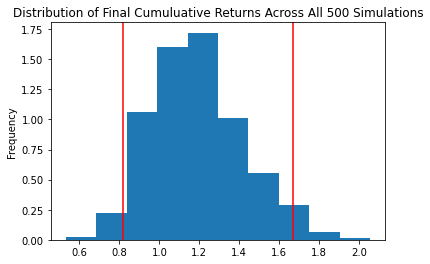 Distribution of Final Cumuluative Returns Across All 500 Simulations
1.75
1.50
1.25
1.00
0.75
0.50
0.25
0.00
Frequency
0.6 0.8 1.0 1.2 1.4 1.6 1.8 2.0